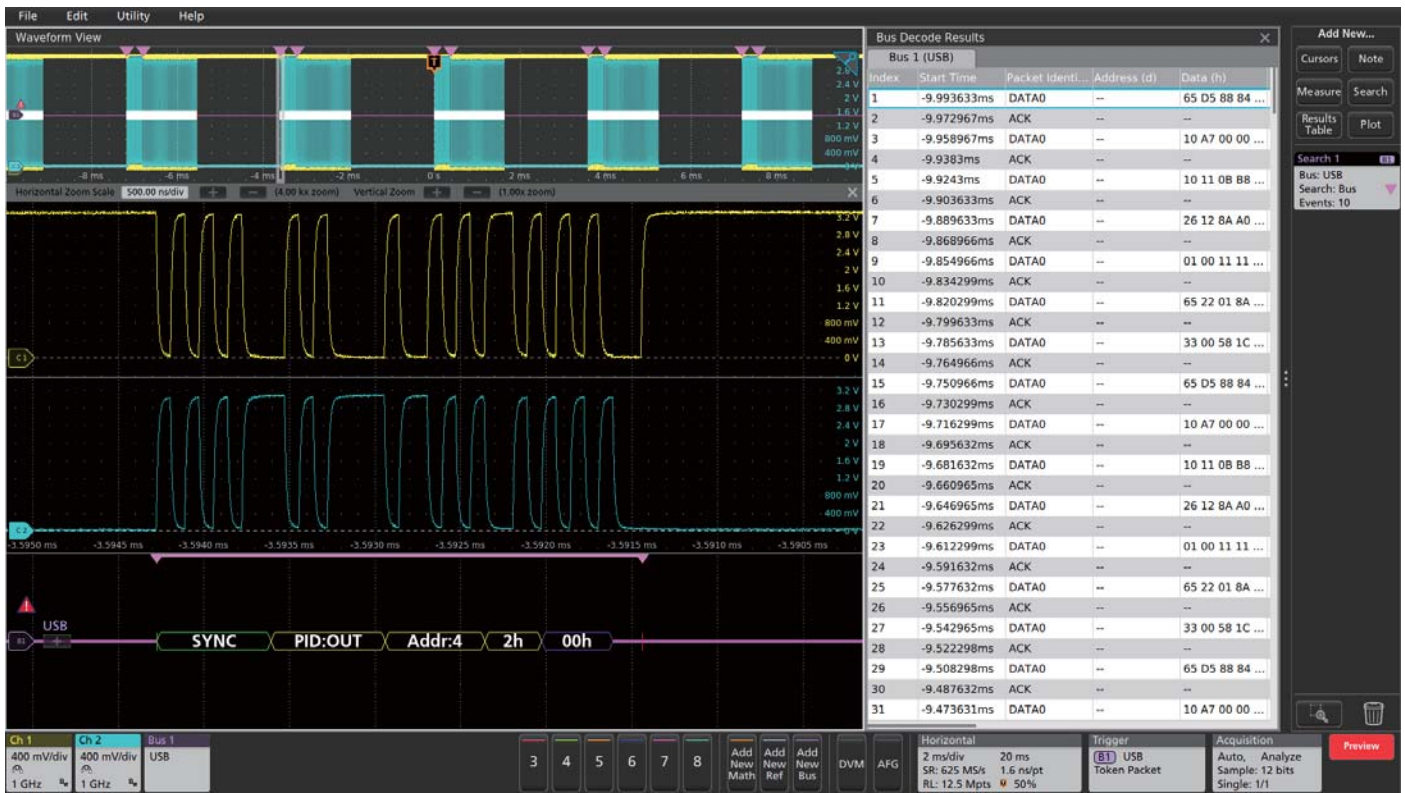 File Edit Utility Help
Waveform View
2.4 V
2 V
1.6 V
1.2 V
800 mV
400 mV
T
B1
C2
-8 ms -6 ms -4 ms -2 ms 0 s 2 ms 4 ms 6 ms 8 ms
Horizontal Zoom Scale 500.00 ns/div + − (4.00 kx zoom) Vertical Zoom + − (1.00x zoom)
3.2 V
2.8 V
2.4 V
2 V
1.6 V
1.2 V
800 mV
400 mV
0 V
C1
3.2 V
2.8 V
2.4 V
2 V
1.6 V
1.2 V
800 mV
400 mV
0 V
C2
-3.5950 ms -3.5945 ms -3.5940 ms -3.5935 ms -3.5930 ms -3.5925 ms -3.5920 ms -3.5915 ms -3.5910 ms -3.5905 ms
USB
B1 + SYNC PID:OUT Addr:4 2h 00h
Bus Decode Results
Bus 1 (USB)
Index Start Time Packet Identi... Address (d) Data (h)
1 -9.993633ms DATA0 -- 65 D5 88 84 ...
2 -9.972967ms ACK -- --
3 -9.958967ms DATA0 -- 10 A7 00 00 ...
4 -9.9383ms ACK -- --
5 -9.9243ms DATA0 -- 10 11 0B B8 ...
6 -9.903633ms ACK -- --
7 -9.889633ms DATA0 -- 26 12 8A A0 ...
8 -9.868966ms ACK -- --
9 -9.854966ms DATA0 -- 01 00 11 11 ...
10 -9.834299ms ACK -- --
11 -9.820299ms DATA0 -- 65 22 01 8A ...
12 -9.799633ms ACK -- --
13 -9.785633ms DATA0 -- 33 00 58 1C ...
14 -9.764966ms ACK -- --
15 -9.750966ms DATA0 -- 65 D5 88 84 ...
16 -9.730299ms ACK -- --
17 -9.716299ms DATA0 -- 10 A7 00 00 ...
18 -9.695632ms ACK -- --
19 -9.681632ms DATA0 -- 10 11 0B B8 ...
20 -9.660965ms ACK -- --
21 -9.646965ms DATA0 -- 26 12 8A A0 ...
22 -9.626299ms ACK -- --
23 -9.612299ms DATA0 -- 01 00 11 11 ...
24 -9.591632ms ACK -- --
25 -9.577632ms DATA0 -- 65 22 01 8A ...
26 -9.556965ms ACK -- --
27 -9.542965ms DATA0 -- 33 00 58 1C ...
28 -9.522298ms ACK -- --
29 -9.508298ms DATA0 -- 65 D5 88 84 ...
30 -9.487632ms ACK -- --
31 -9.473631ms DATA0 -- 10 A7 00 00 ...
Add New...
Cursors Note
Measure Search
Results Plot
Table
Search 1 B1
Bus: USB
Search: Bus
Events: 10
Ch 1
400 mV/div
1 GHz
Ch 2
400 mV/div
1 GHz
Bus 1
USB
3 4 5 6 7 8
Add New Math
Add New Ref
Add New Bus
DVM AFG
Horizontal
2 ms/div 20 ms
SR: 625 MS/s 1.6 ns/pt
RL: 12.5 Mpts 50%
Trigger
B1 USB
Token Packet
Acquisition
Auto, Analyze
Sample: 12 bits
Single: 1/1
Preview